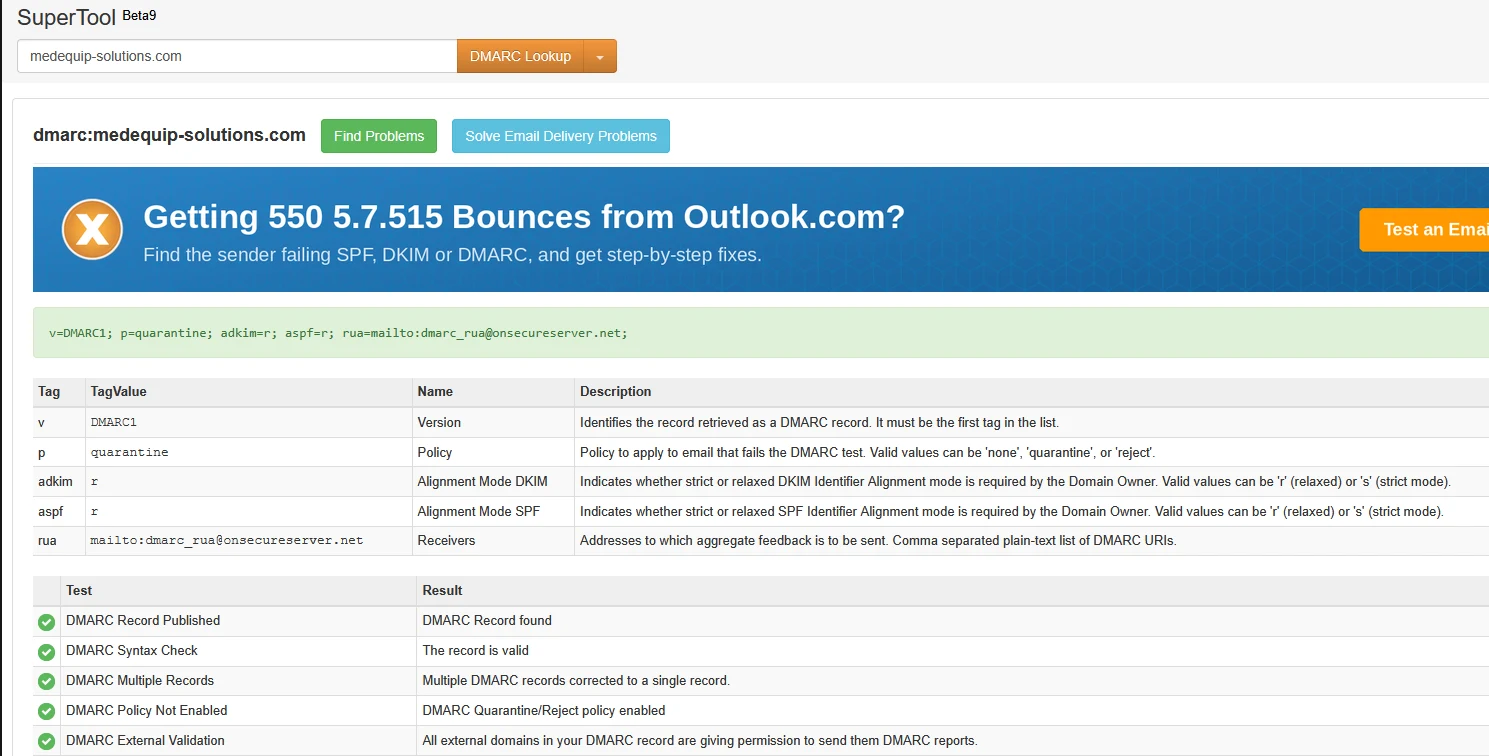 SuperTool Beta9
medequip-solutions.com
DMARC Lookup
dmarc:medequip-solutions.com
Find Problems
Solve Email Delivery Problems
X
Getting 550 5.7.515 Bounces from Outlook.com?
Find the sender failing SPF, DKIM or DMARC, and get step-by-step fixes.
Test an Emai
v=DMARC1; p=quarantine; adkim=r; aspf=r; rua=mailto:dmarc_rua@onsecureserver.net;
Tag TagValue Name Description
v DMARC1 Version Identifies the record retrieved as a DMARC record. It must be the first tag in the list.
p quarantine Policy Policy to apply to email that fails the DMARC test. Valid values can be 'none', 'quarantine', or 'reject'.
adkim r Alignment Mode DKIM Indicates whether strict or relaxed DKIM Identifier Alignment mode is required by the Domain Owner. Valid values can be 'r' (relaxed) or 's' (strict mode).
aspf r Alignment Mode SPF Indicates whether strict or relaxed SPF Identifier Alignment mode is required by the Domain Owner. Valid values can be 'r' (relaxed) or 's' (strict mode).
rua mailto:dmarc_rua@onsecureserver.net Receivers Addresses to which aggregate feedback is to be sent. Comma separated plain-text list of DMARC URIs.
Test Result
DMARC Record Published DMARC Record found
DMARC Syntax Check The record is valid
DMARC Multiple Records Multiple DMARC records corrected to a single record.
DMARC Policy Not Enabled DMARC Quarantine/Reject policy enabled
DMARC External Validation All external domains in your DMARC record are giving permission to send them DMARC reports.